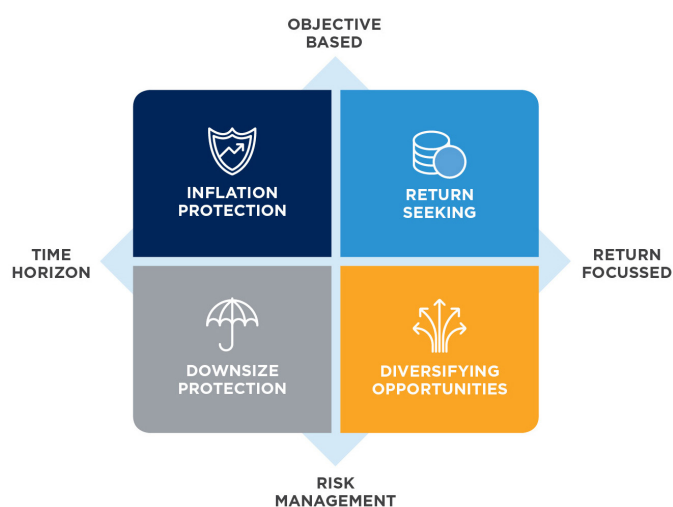 OBJECTIVE
BASED
INFLATION
PROTECTION
RETURN
SEEKING
TIME
HORIZON
RETURN
FOCUSSED
DOWNSIZE
PROTECTION
DIVERSIFYING
OPPORTUNITIES
RISK
MANAGEMENT